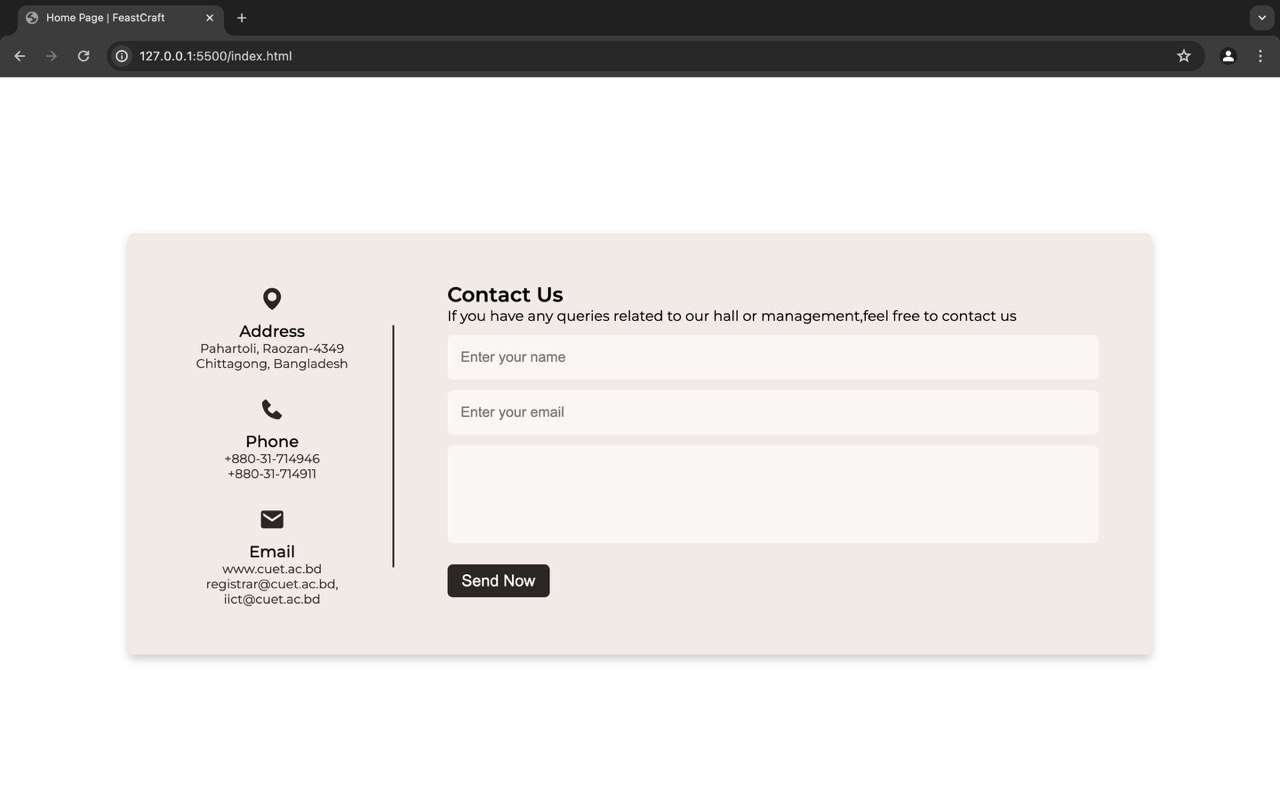 Home Page | FeastCraft
127.0.0.1:5500/index.html
Address
Pahartoli, Raozan-4349
Chittagong, Bangladesh
Phone
+880-31-714946
+880-31-714911
Email
www.cuet.ac.bd
registrar@cuet.ac.bd,
iict@cuet.ac.bd
Contact Us
If you have any queries related to our hall or management,feel free to contact us
Enter your name
Enter your email
Send Now